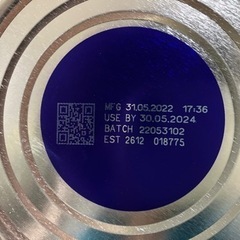 MFG 31.05.2022 17:36
USE BY 30.05.2024
BATCH 22053102
EST 2612 018775